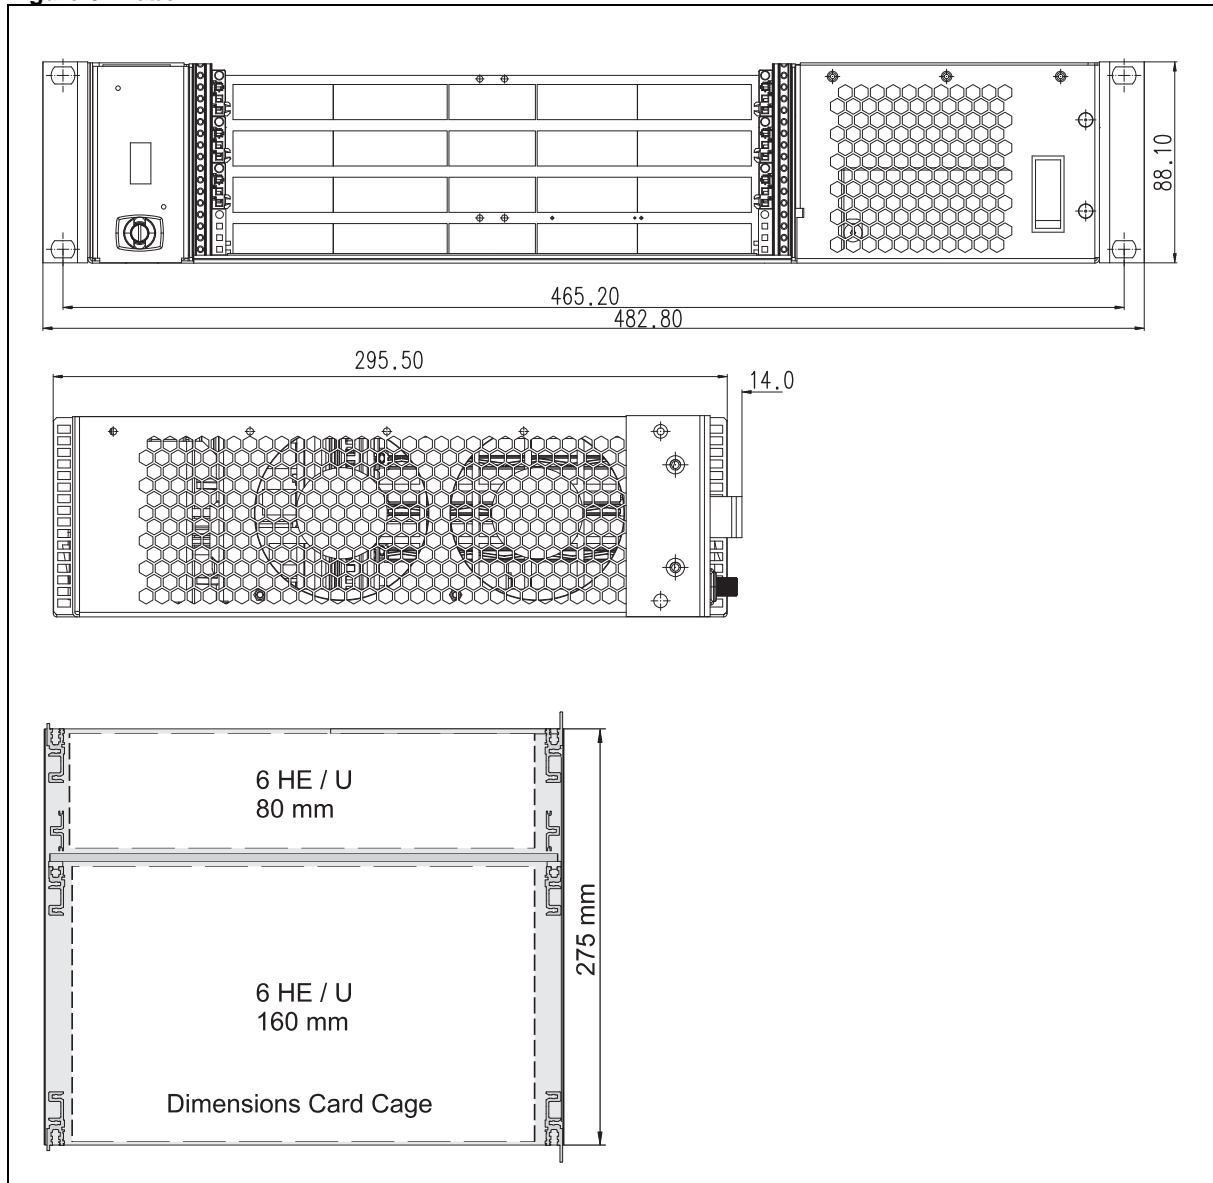 88.10
465.20
482.80
295.50
14.0
6 HE / U
80 mm
275 mm
6 HE / U
160 mm
Dimensions Card Cage